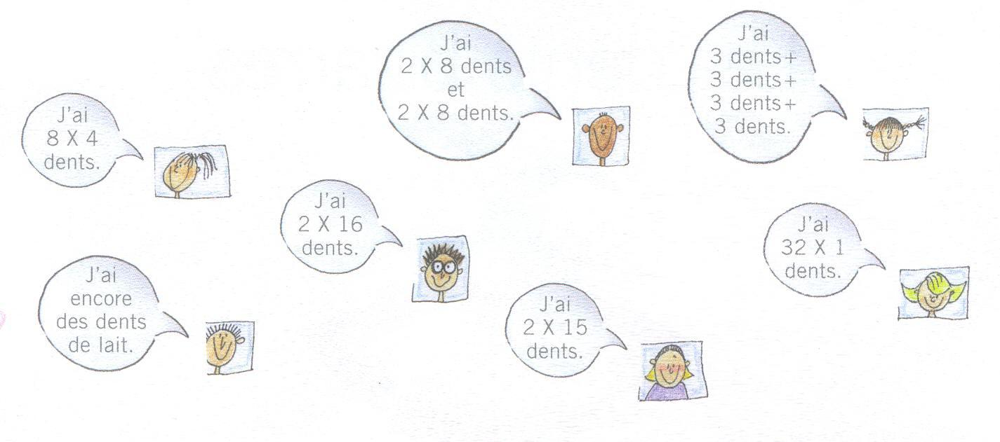 J'ai
8 X 4
dents.
J'ai
2 X 8 dents
et
2 X 8 dents.
J'ai
3 dents+
3 dents+
3 dents+
3 dents.
J'ai
2 X 16
dents.
J'ai
32 X 1
dents.
J'ai
encore
des dents
de lait.
J'ai
2 X 15
dents.